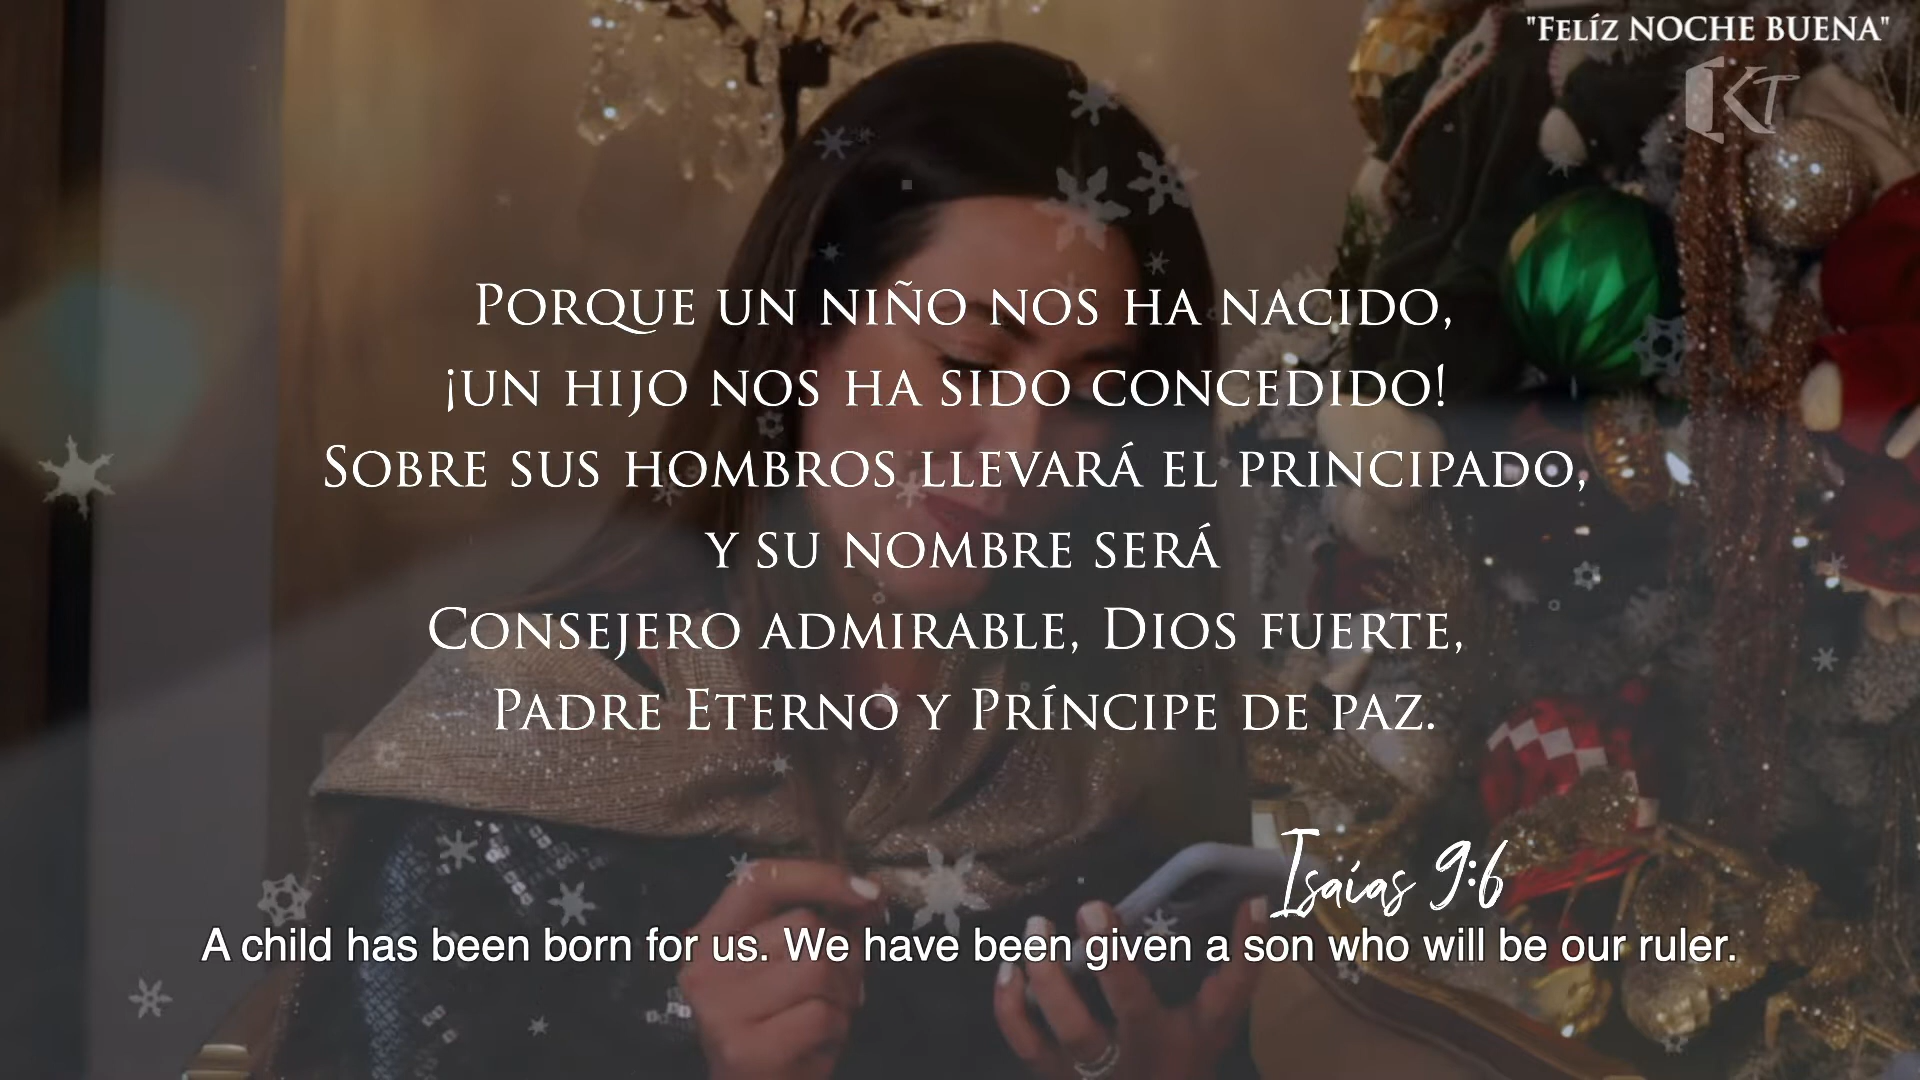 "Felíz NOCHE BUENA"
KT
Porque un niño nos ha nacido,
¡un hijo nos ha sido concedido!
Sobre sus hombros llevará el principado,
y su nombre será
Consejero admirable, Dios fuerte,
Padre Eterno y Príncipe de paz.
Isaías 9:6
A child has been born for us. We have been given a son who will be our ruler.